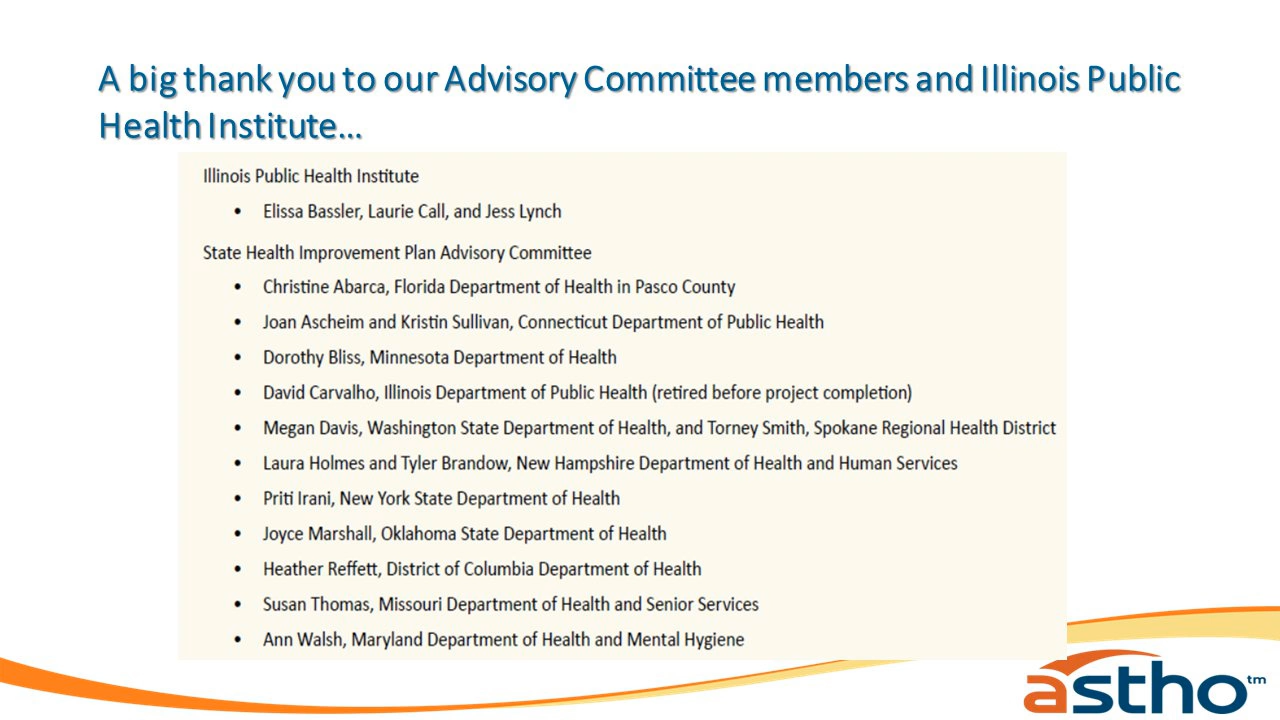 A big thank you to our Advisory Committee members and Illinois Public
Health Institute…
Illinois Public Health Institute
• Elissa Bassler, Laurie Call, and Jess Lynch
State Health Improvement Plan Advisory Committee
• Christine Abarca, Florida Department of Health in Pasco County
• Joan Ascheim and Kristin Sullivan, Connecticut Department of Public Health
• Dorothy Bliss, Minnesota Department of Health
• David Carvalho, Illinois Department of Public Health (retired before project completion)
• Megan Davis, Washington State Department of Health, and Torney Smith, Spokane Regional Health District
• Laura Holmes and Tyler Brandow, New Hampshire Department of Health and Human Services
• Priti Irani, New York State Department of Health
• Joyce Marshall, Oklahoma State Department of Health
• Heather Reffett, District of Columbia Department of Health
• Susan Thomas, Missouri Department of Health and Senior Services
• Ann Walsh, Maryland Department of Health and Mental Hygiene
astho™